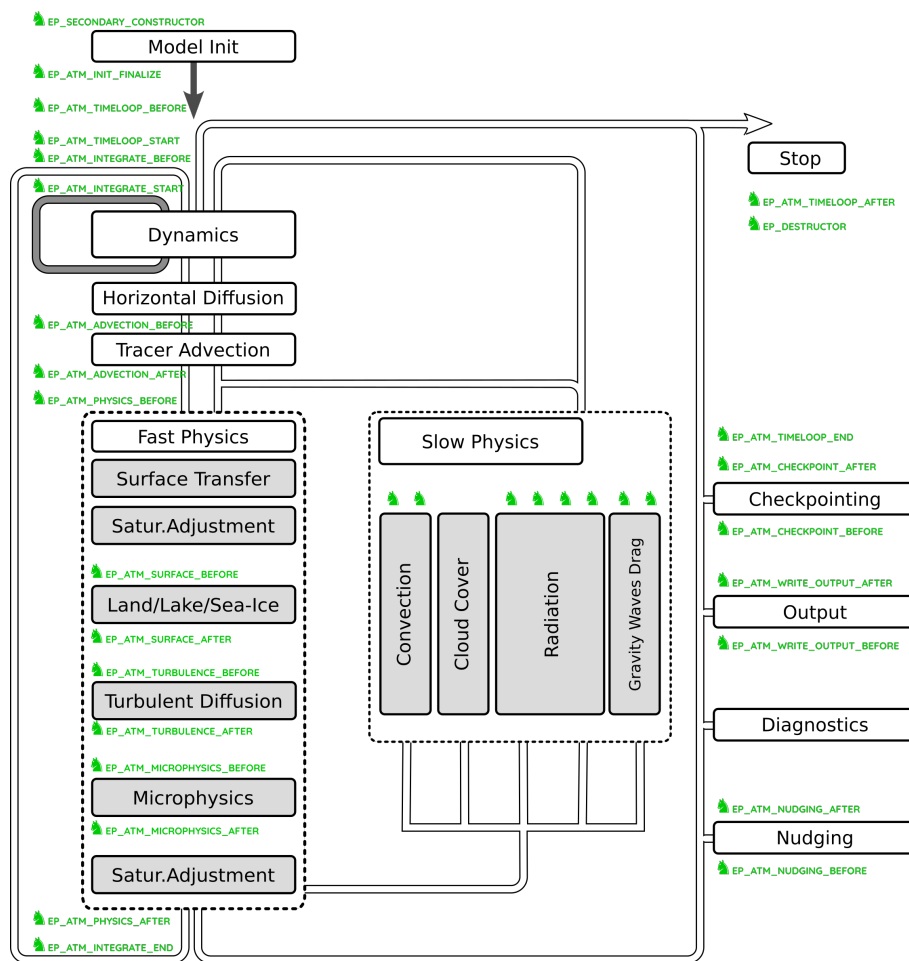 EP_SECONDARY_CONSTRUCTOR
Model Init
EP_ATM_INIT_FINALIZE
EP_ATM_TIMELOOP_BEFORE
EP_ATM_TIMELOOP_START
EP_ATM_INTEGRATE_BEFORE
EP_ATM_INTEGRATE_START
Dynamics
Horizontal Diffusion
EP_ATM_ADVECTION_BEFORE
Tracer Advection
EP_ATM_ADVECTION_AFTER
EP_ATM_PHYSICS_BEFORE
Fast Physics
Surface Transfer
Satur.Adjustment
EP_ATM_SURFACE_BEFORE
Land/Lake/Sea-Ice
EP_ATM_SURFACE_AFTER
EP_ATM_TURBULENCE_BEFORE
Turbulent Diffusion
EP_ATM_TURBULENCE_AFTER
EP_ATM_MICROPHYSICS_BEFORE
Microphysics
EP_ATM_MICROPHYSICS_AFTER
Satur.Adjustment
EP_ATM_PHYSICS_AFTER
EP_ATM_INTEGRATE_END
Slow Physics
Convection
Cloud Cover
Radiation
Gravity Waves Drag
Stop
EP_ATM_TIMELOOP_AFTER
EP_DESTRUCTOR
EP_ATM_TIMELOOP_END
EP_ATM_CHECKPOINT_AFTER
Checkpointing
EP_ATM_CHECKPOINT_BEFORE
EP_ATM_WRITE_OUTPUT_AFTER
Output
EP_ATM_WRITE_OUTPUT_BEFORE
Diagnostics
EP_ATM_NUDGING_AFTER
Nudging
EP_ATM_NUDGING_BEFORE